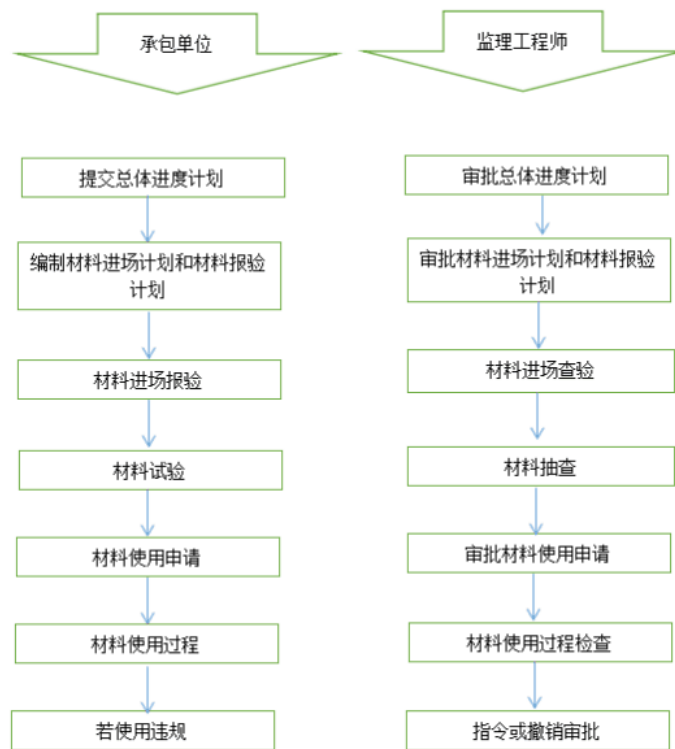 承包单位
监理工程师
提交总体进度计划
审批总体进度计划
编制材料进场计划和材料报验
计划
审批材料进场计划和材料报验
计划
材料进场报验
材料进场查验
材料试验
材料抽查
材料使用申请
审批材料使用申请
材料使用过程
材料使用过程检查
若使用违规
指令或撤销审批